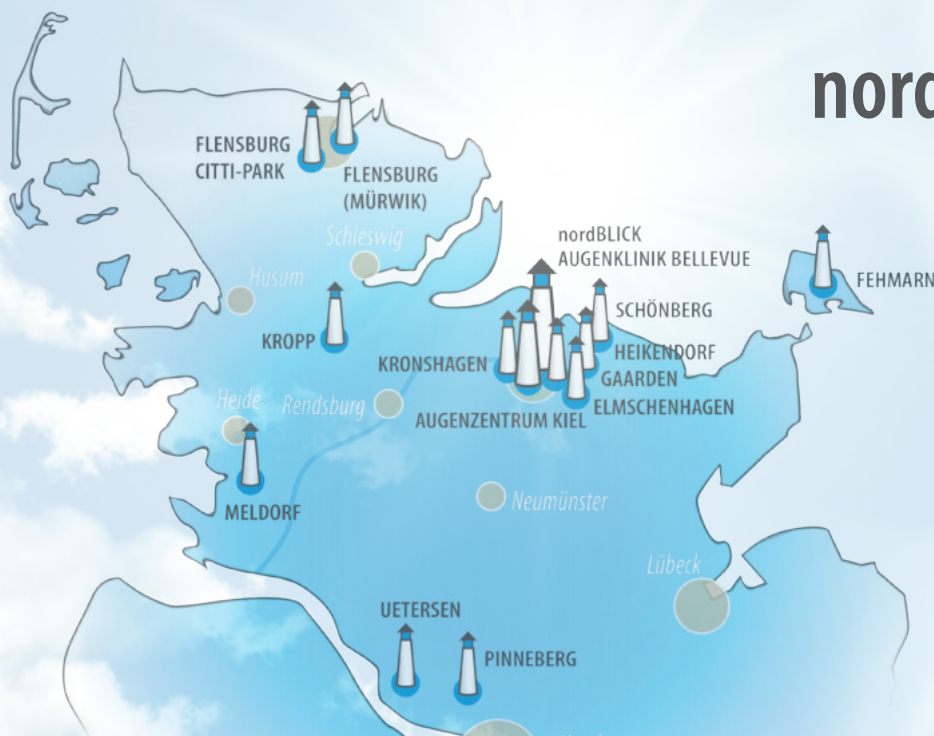 nord
FLENSBURG
CITTI-PARK
FLENSBURG
(MÜRWIK)
Schleswig
nordBLICK
AUGENKLINIK BELLEVUE
Husum
FEHMARN
SCHÖNBERG
KROPP
HEIKENDORF
KRONSHAGEN
GAARDEN
Heide
Rendsburg
ELMSCHENHAGEN
AUGENZENTRUM KIEL
Neumünster
MELDORF
Lübeck
UETERSEN
PINNEBERG